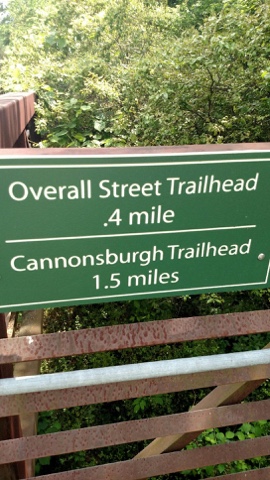 Overall Street Trailhead
.4 mile
Cannonsburgh Trailhead
1.5 miles